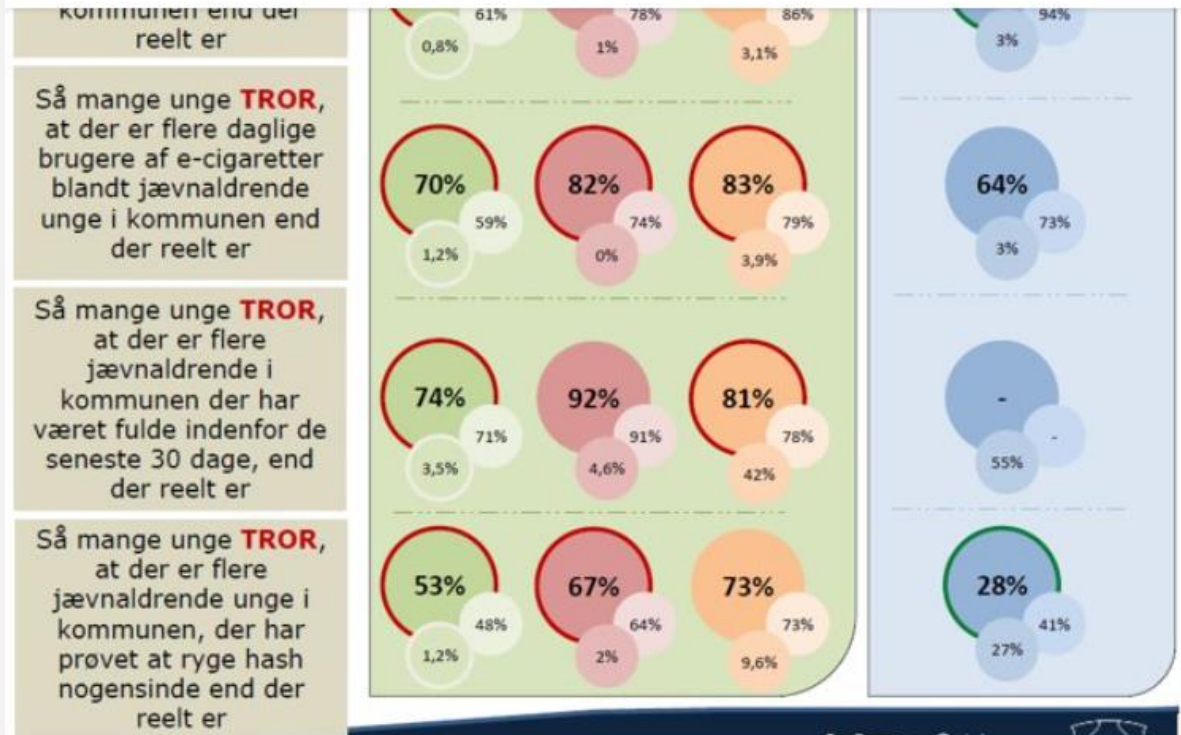 kommunen end der
reelt er
61%
78%
86%
94%
0,8%
1%
3,1%
3%
Så mange unge TROR,
at der er flere daglige
brugere af e-cigaretter
blandt jævnaldrende
unge i kommunen end
der reelt er
70%
82%
83%
64%
59%
74%
79%
73%
1,2%
0%
3,9%
3%
Så mange unge TROR,
at der er flere
jævnaldrende i
kommunen der har
været fulde indenfor de
seneste 30 dage, end
der reelt er
74%
92%
81%
-
71%
91%
78%
-
3,5%
4,6%
42%
55%
Så mange unge TROR,
at der er flere
jævnaldrende unge i
kommunen, der har
prøvet at ryge hash
nogensinde end der
reelt er
53%
67%
73%
28%
48%
64%
73%
41%
1,2%
2%
9,6%
27%